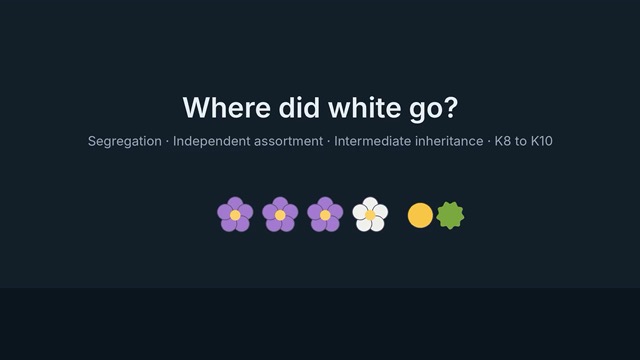 Where did white go?
Segregation · Independent assortment · Intermediate inheritance · K8 to K10